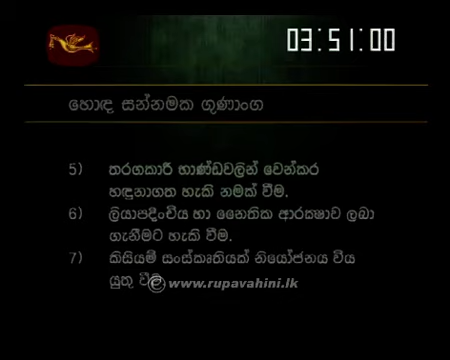 03:51:00
හොඳ සන්නමක ගුණාංග
5) තරගකාරී භාණ්ඩවලින් වෙන්කර
හඳුනාගත හැකි නමක් වීම.
6) ලියාපදිංචිය හා නෛතික ආරක්ෂාව ලබා
ගැනීමට හැකි වීම.
7) කිසියම් සංස්කෘතියක් නියෝජනය විය
යුතු වීම
www.rupavahini.lk